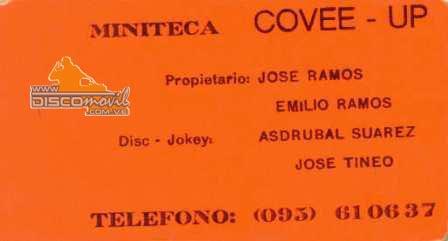 MINITECA COVEE - UP
Propietario: JOSE RAMOS
EMILIO RAMOS
Disc - Jokey: ASDRUBAL SUAREZ
JOSE TINEO
TELEFONO: (095) 610637
WWW.
DISCOmovil
.COM.VE